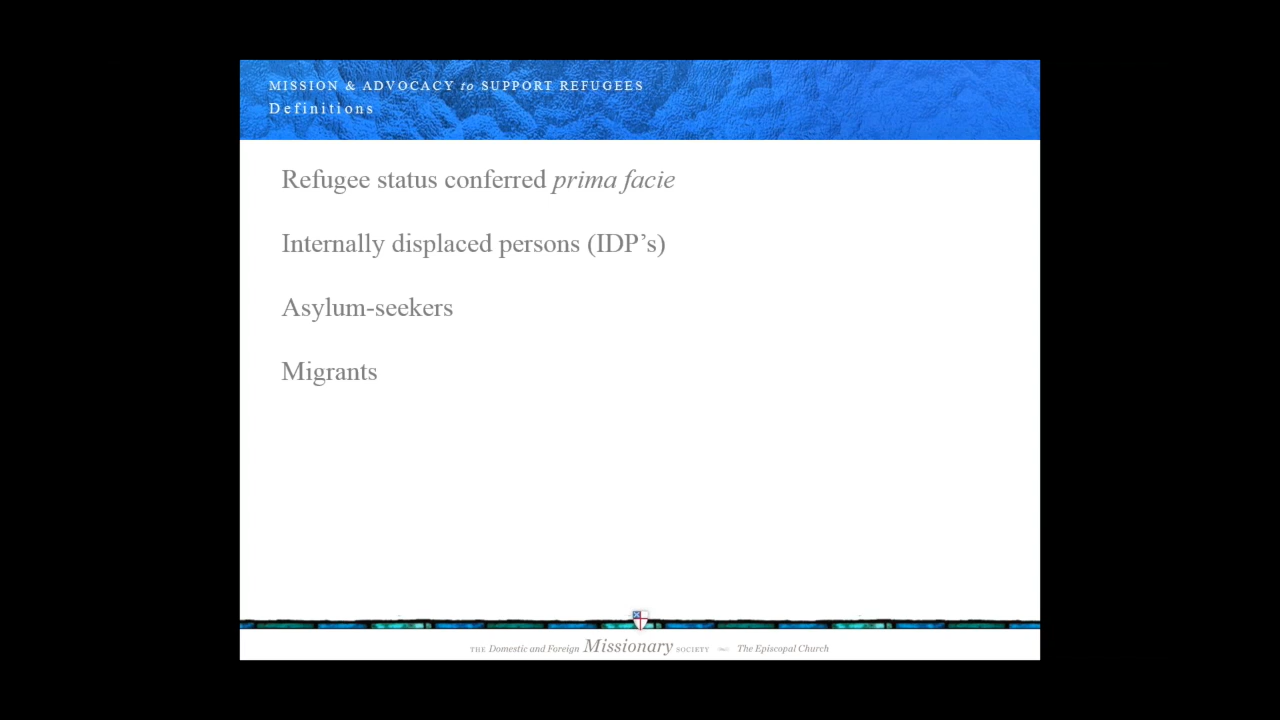 MISSION & ADVOCACY to SUPPORT REFUGEES
Definitions
Refugee status conferred prima facie
Internally displaced persons (IDP’s)
Asylum-seekers
Migrants
THE Domestic and Foreign Missionary SOCIETY The Episcopal Church